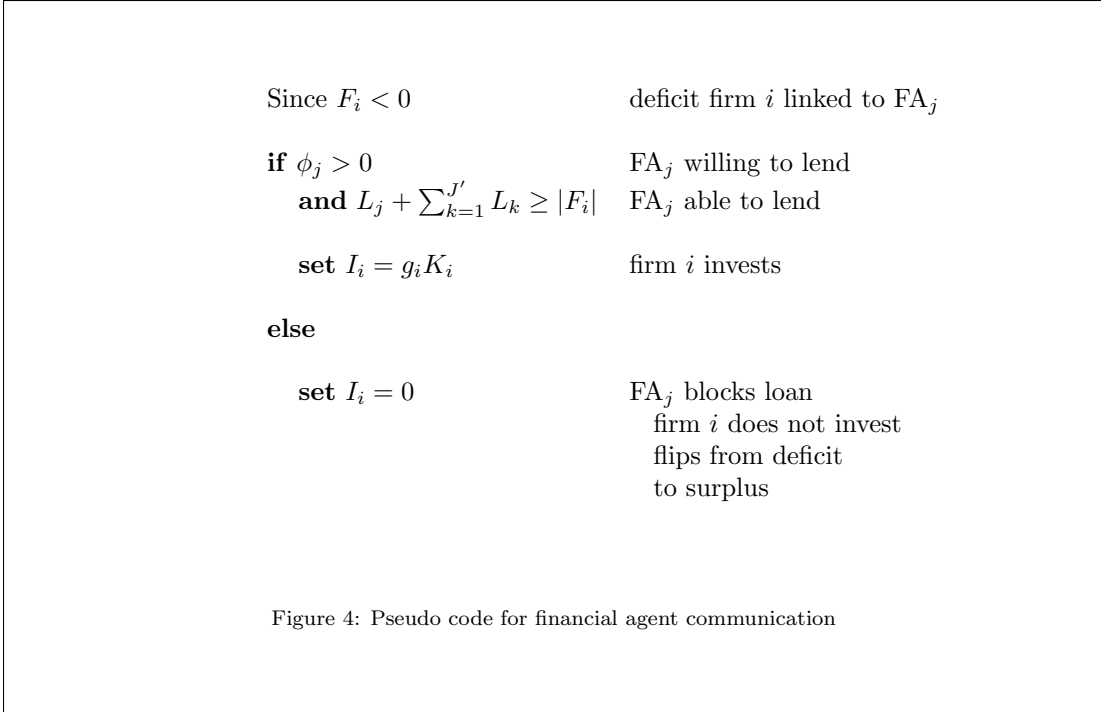 Since $F_i < 0$ deficit firm $i$ linked to FA$_j$
**if** $\phi_j > 0$ FA$_j$ willing to lend
**and** $L_j + \sum_{k=1}^{J'} L_k \geq |F_i|$ FA$_j$ able to lend
**set** $I_i = g_i K_i$ firm $i$ invests
**else**
**set** $I_i = 0$ FA$_j$ blocks loan
firm $i$ does not invest
flips from deficit
to surplus
Figure 4: Pseudo code for financial agent communication